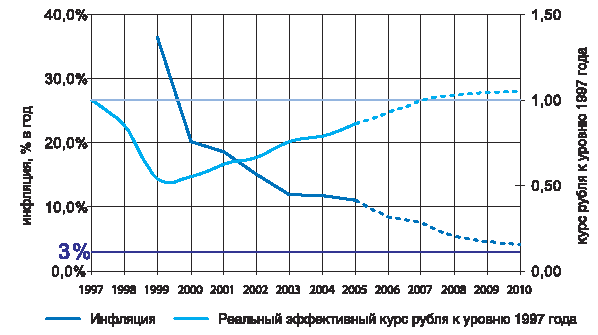 40,0%
30,0%
20,0%
10,0%
3%
0,0%
инфляция, % в год
1,50
1,00
0,50
0,00
курс рубля к уровню 1997 года
1997 1998 1999 2000 2001 2002 2003 2004 2005 2006 2007 2008 2009 2010
Инфляция Реальный эффективный курс рубля к уровню 1997 года